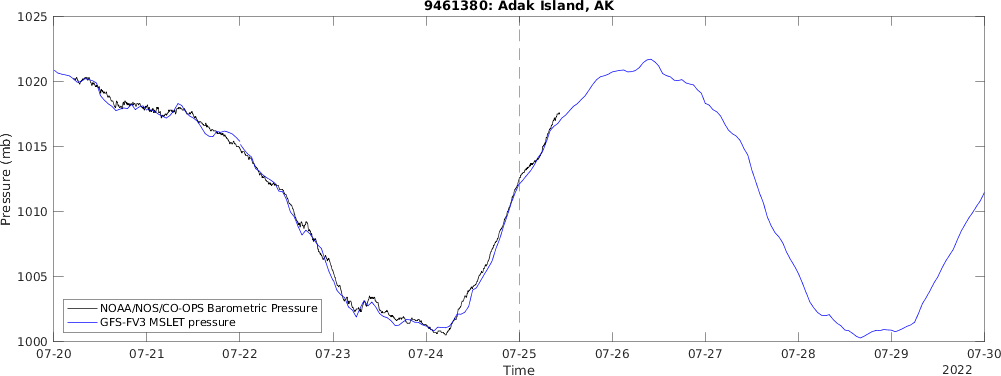 9461380: Adak Island, AK
Pressure (mb)
1025
1020
1015
1010
1005
1000
NOAA/NOS/CO-OPS Barometric Pressure
GFS-FV3 MSLET pressure
07-20 07-21 07-22 07-23 07-24 07-25 07-26 07-27 07-28 07-29 07-30
Time
2022